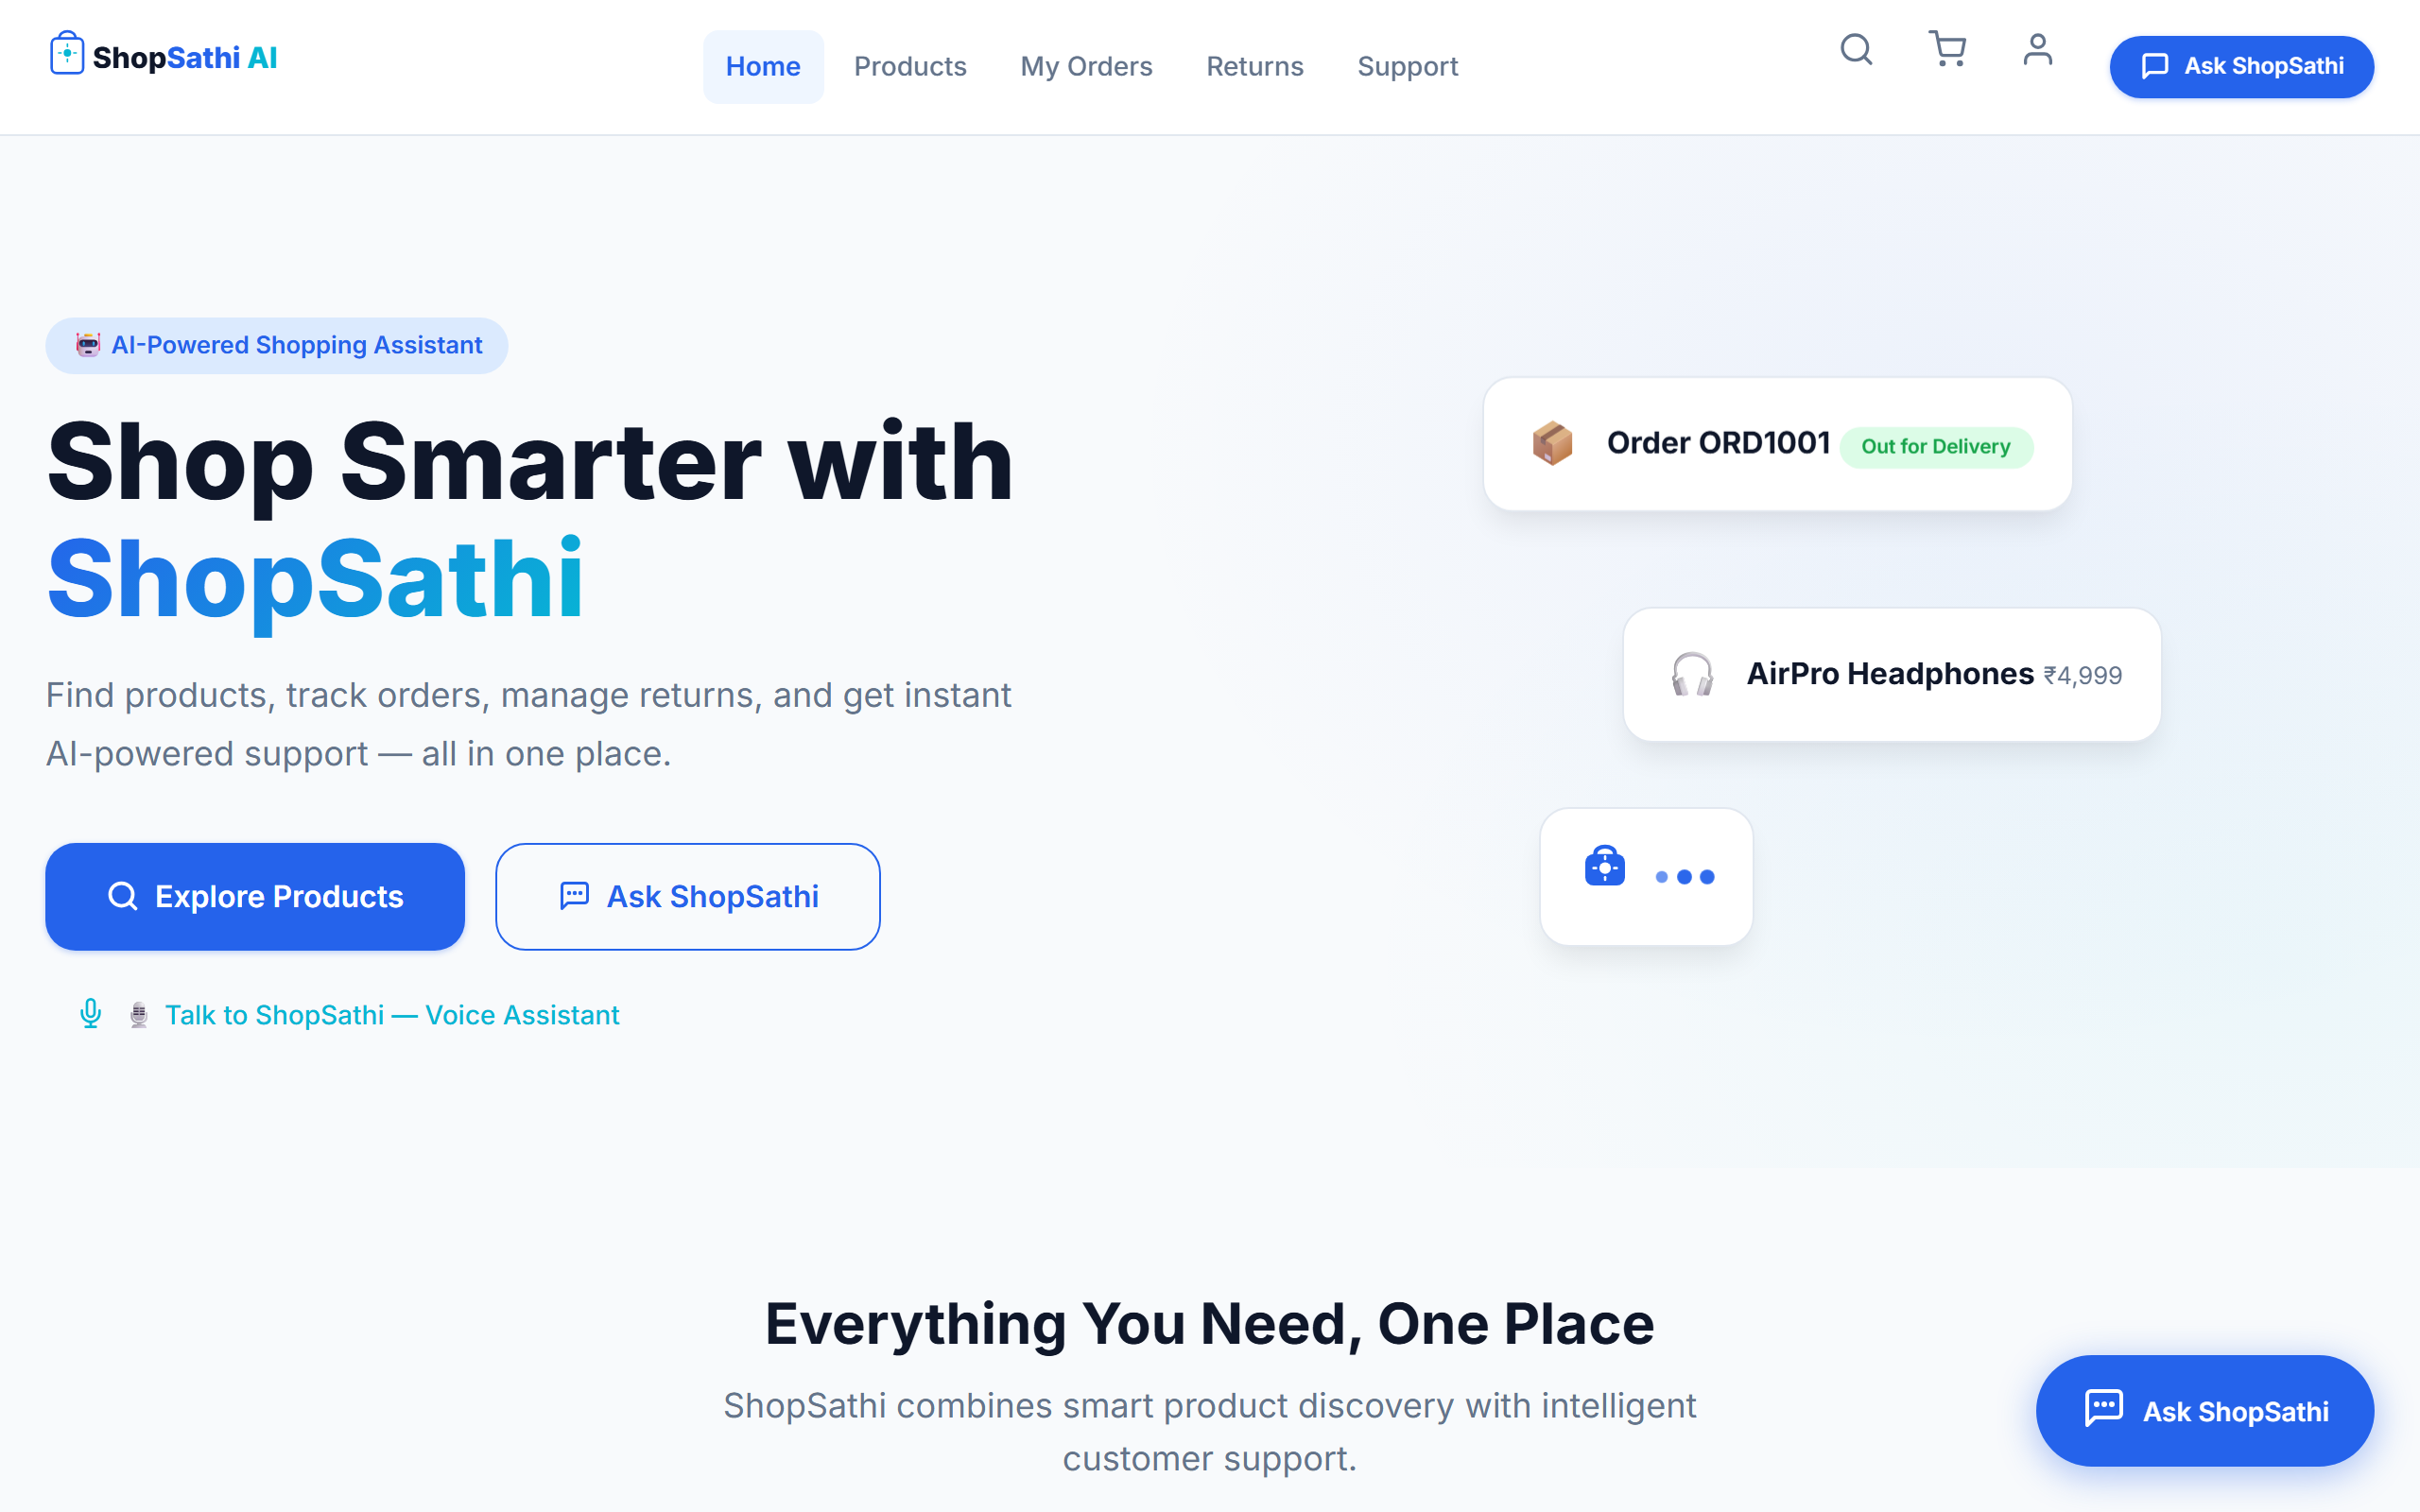 ShopSathi AI
Home
Products
My Orders
Returns
Support
Ask ShopSathi
AI-Powered Shopping Assistant
Shop Smarter with
ShopSathi
Find products, track orders, manage returns, and get instant
AI-powered support — all in one place.
Explore Products
Ask ShopSathi
Talk to ShopSathi — Voice Assistant
Order ORD1001 Out for Delivery
AirPro Headphones ₹4,999
Everything You Need, One Place
ShopSathi combines smart product discovery with intelligent
customer support.
Ask ShopSathi